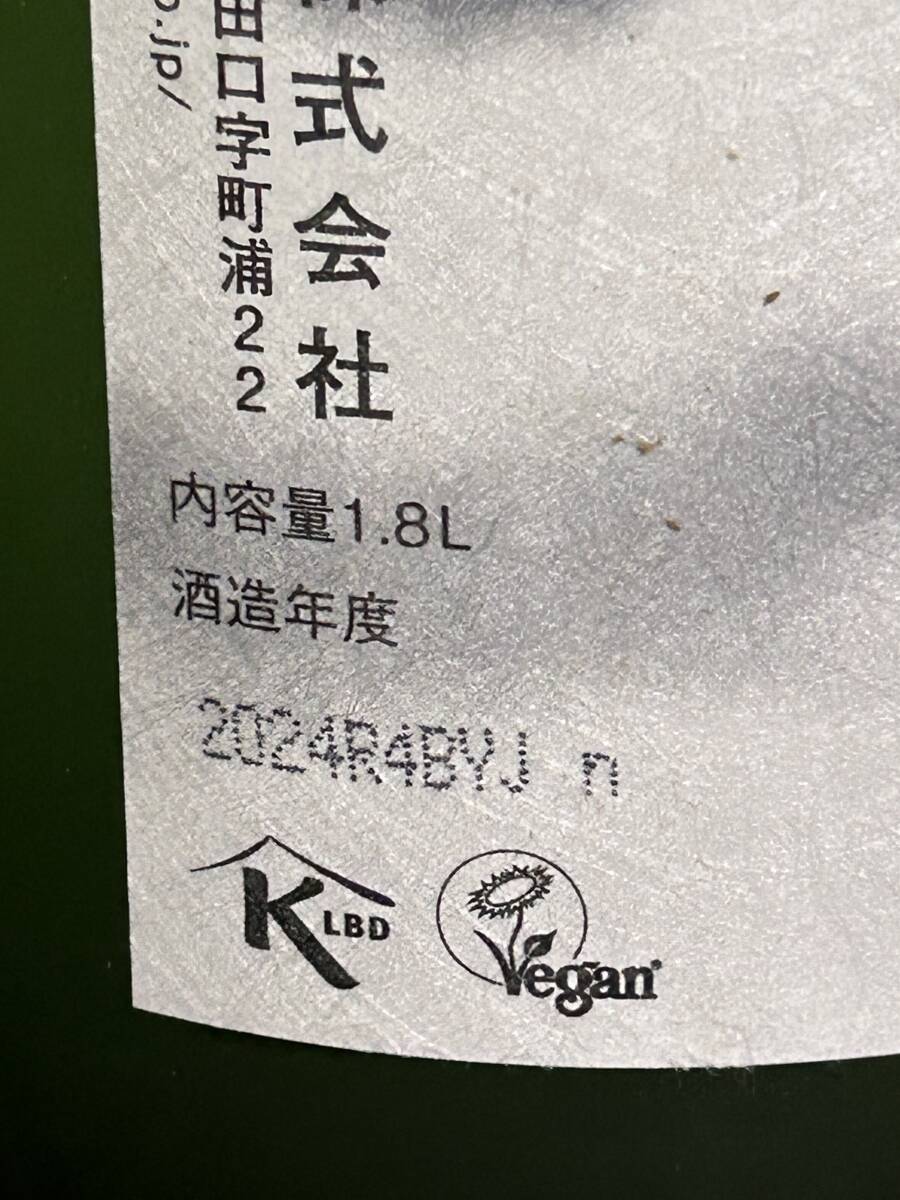 式会社
田口字町浦22
.jp/
内容量1.8L
酒造年度
2024R4BYJ n
K LBD
Vegan